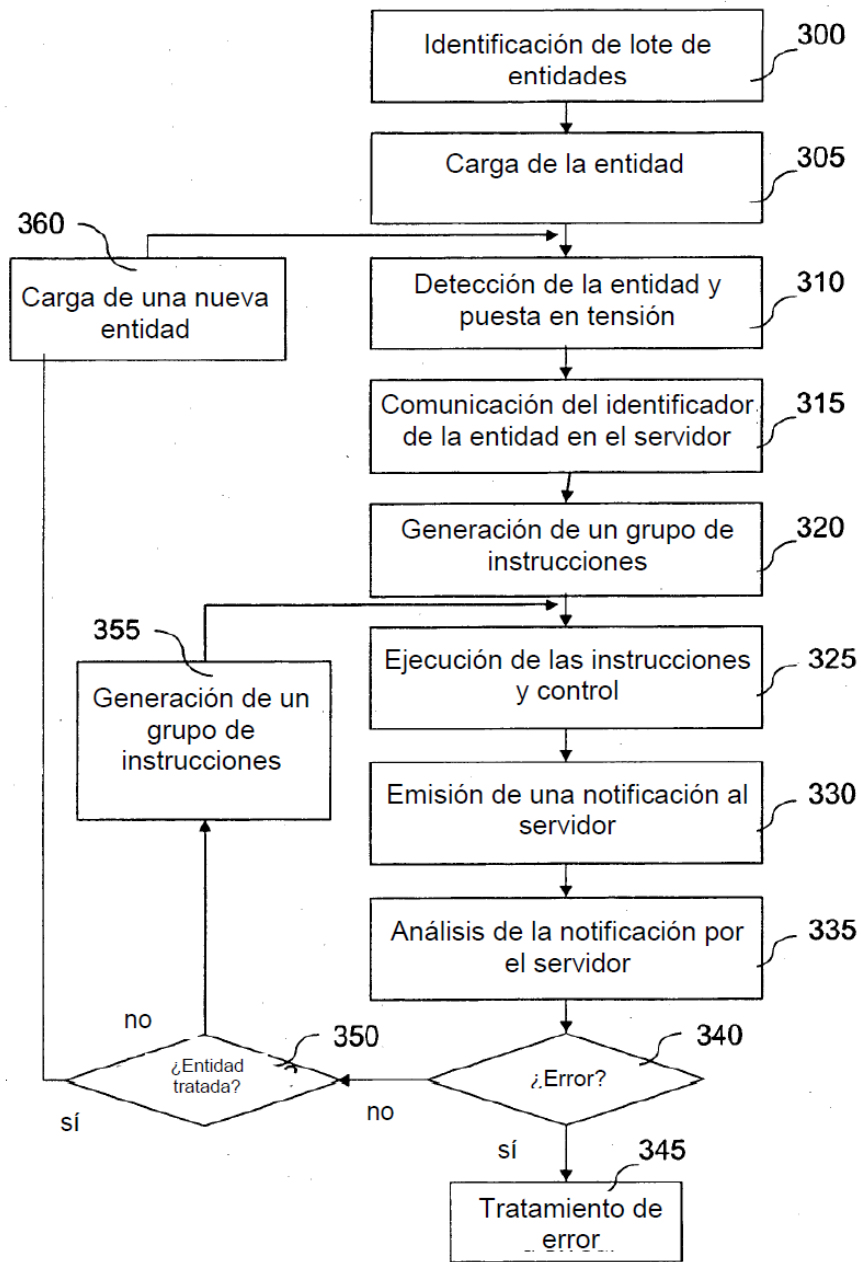 Identificación de lote de
entidades
300
Carga de la entidad
305
360
Carga de una nueva
entidad
Detección de la entidad y
puesta en tensión
310
Comunicación del identificador
de la entidad en el servidor
315
Generación de un grupo de
instrucciones
320
355
Generación de un
grupo de
instrucciones
Ejecución de las instrucciones
y control
325
Emisión de una notificación al
servidor
330
Análisis de la notificación por
el servidor
335
no
350
¿Entidad
tratada?
sí
340
¿Error?
no
sí
345
Tratamiento de
error